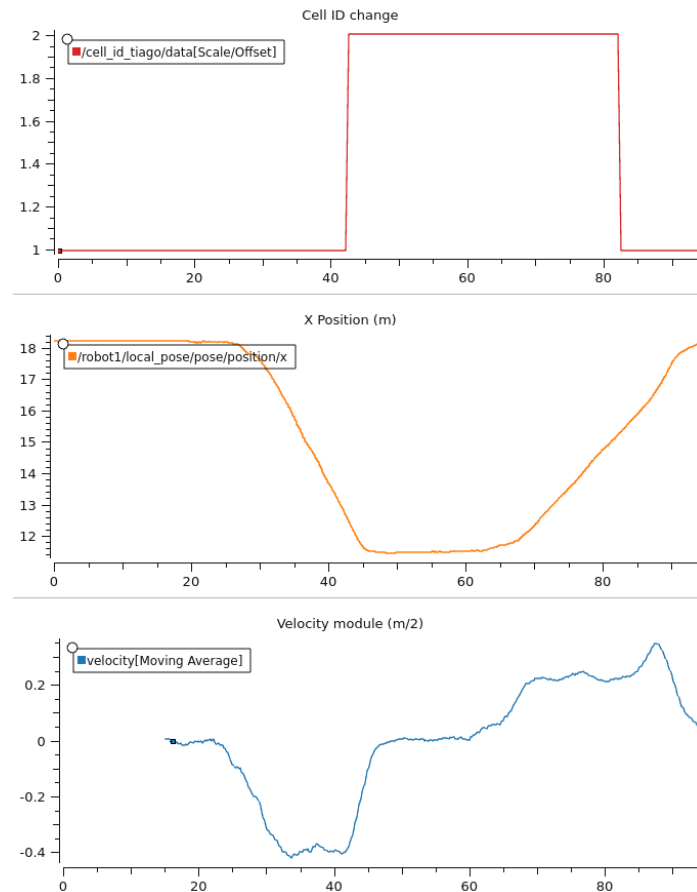 Cell ID change
/cell_id_tiago/data[Scale/Offset]
2
1.8
1.6
1.4
1.2
1
0 20 40 60 80
X Position (m)
/robot1/local_pose/pose/position/x
18
17
16
15
14
13
12
0 20 40 60 80
Velocity module (m/2)
velocity[Moving Average]
0.2
0
-0.2
-0.4
0 20 40 60 80